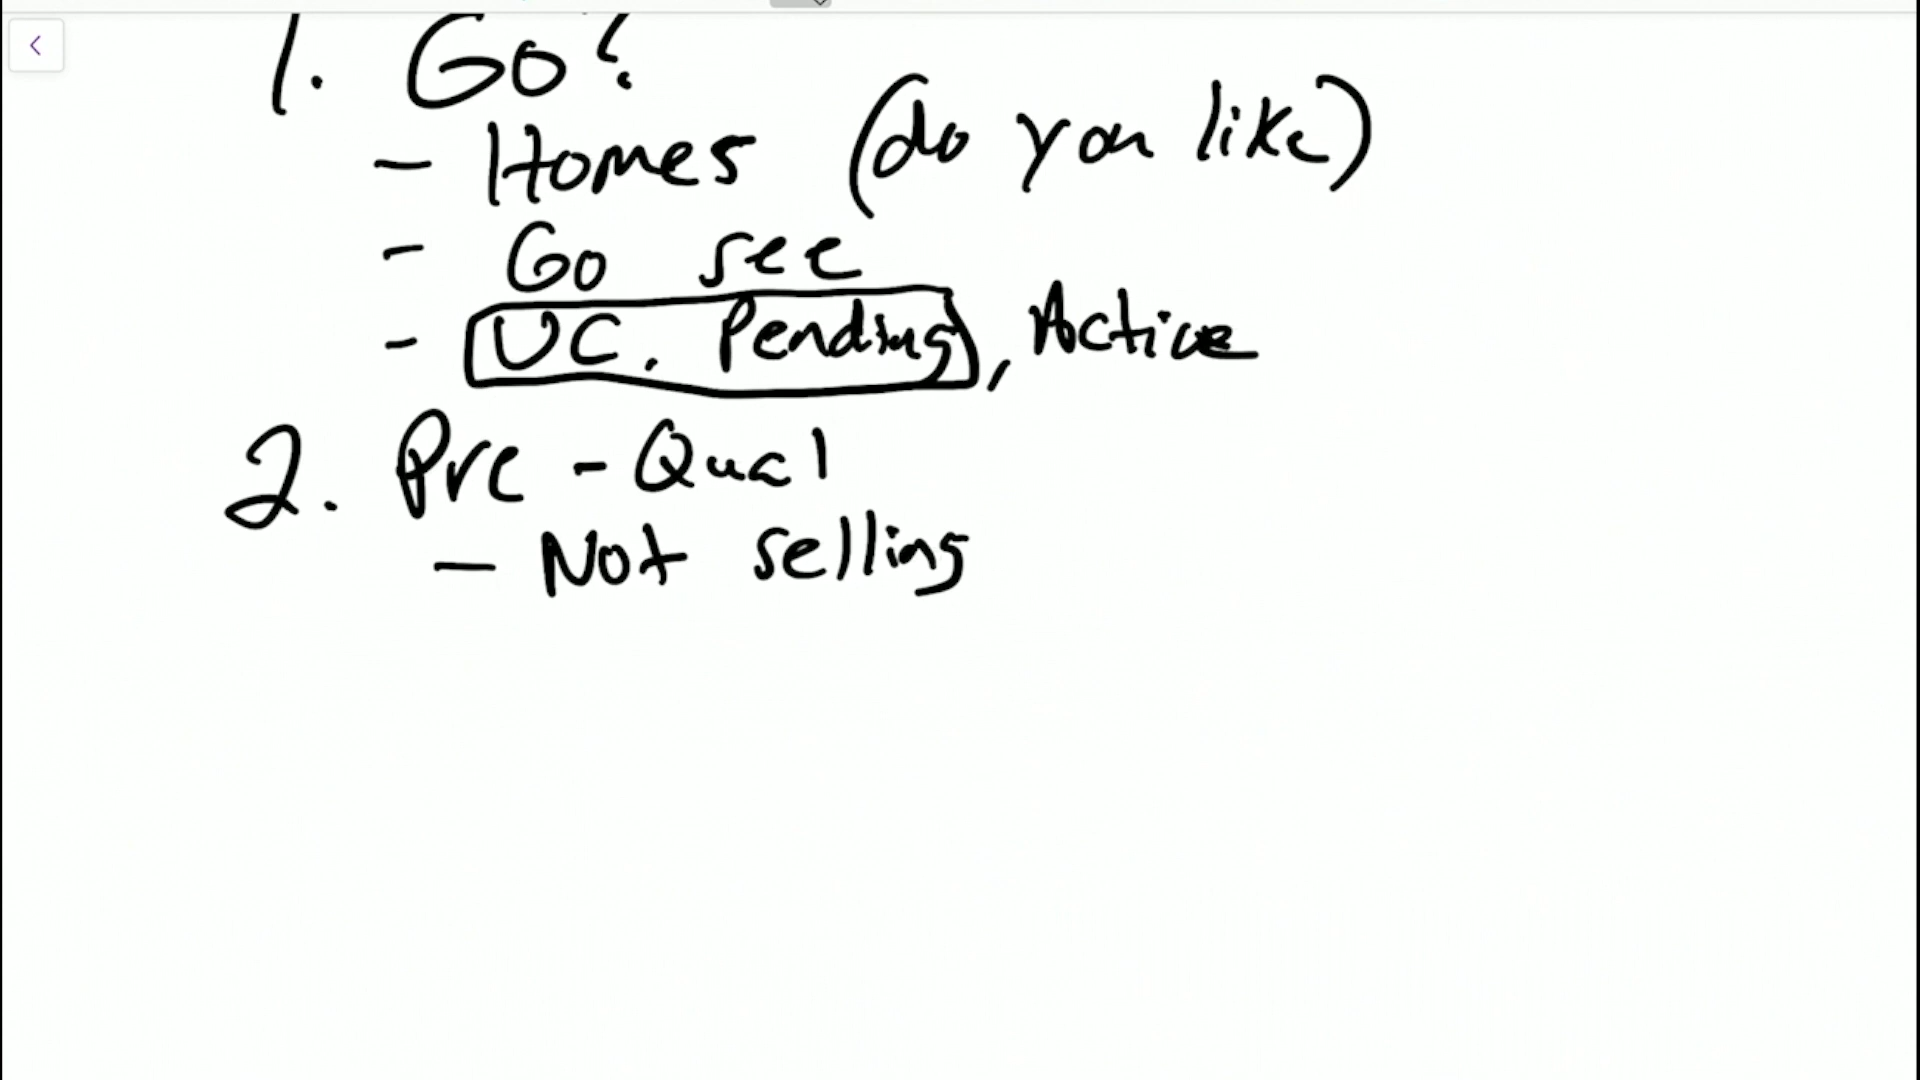 1. Go?
- Homes (do you like)
- Go see
- UC. Pending, Active
2. Pre-Qual
- Not selling